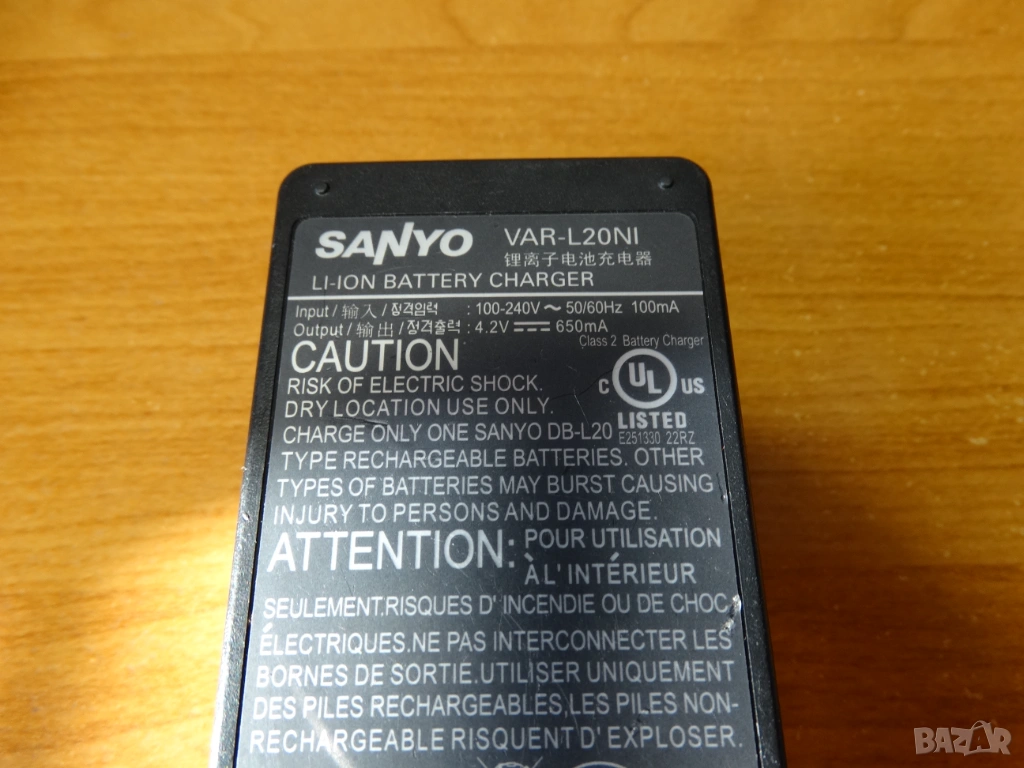 SANYO VAR-L20NI
锂离子电池充电器
LI-ION BATTERY CHARGER
Input / 输入 / 정격입력 : 100-240V ~ 50/60Hz 100mA
Output / 输出 / 정격출력 : 4.2V ⎓ 650mA
Class 2 Battery Charger
CAUTION
RISK OF ELECTRIC SHOCK.
DRY LOCATION USE ONLY.
CHARGE ONLY ONE SANYO DB-L20
TYPE RECHARGEABLE BATTERIES. OTHER
TYPES OF BATTERIES MAY BURST CAUSING
INJURY TO PERSONS AND DAMAGE.
C UL US
LISTED
E251330 22RZ
ATTENTION: POUR UTILISATION
À L'INTÉRIEUR
SEULEMENT.RISQUES D'INCENDIE OU DE CHOC
ÉLECTRIQUES.NE PAS INTERCONNECTER LES
BORNES DE SORTIE.UTILISER UNIQUEMENT
DES PILES RECHARGEABLES,LES PILES NON-
RECHARGEABLE RISQUENT D'EXPLOSER.
BAZAR